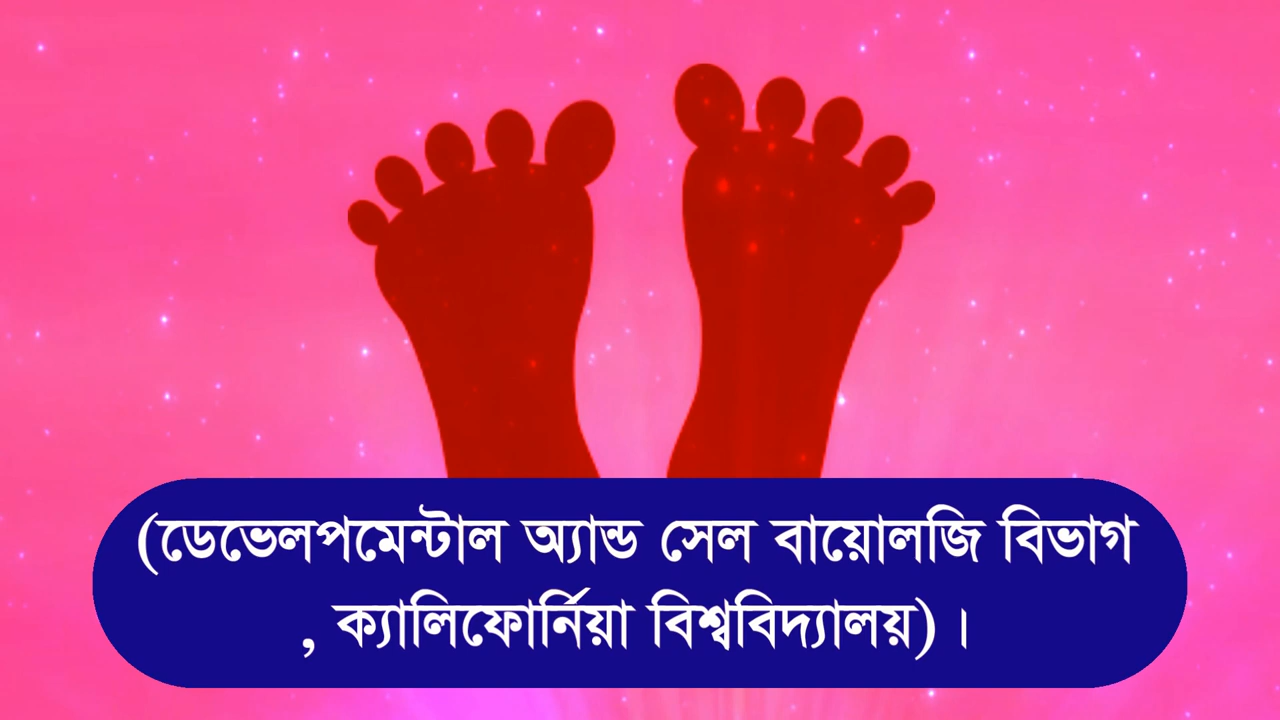 (ডেভেলপমেন্টাল অ্যান্ড সেল বায়োলজি বিভাগ
, ক্যালিফোর্নিয়া বিশ্ববিদ্যালয়) ।